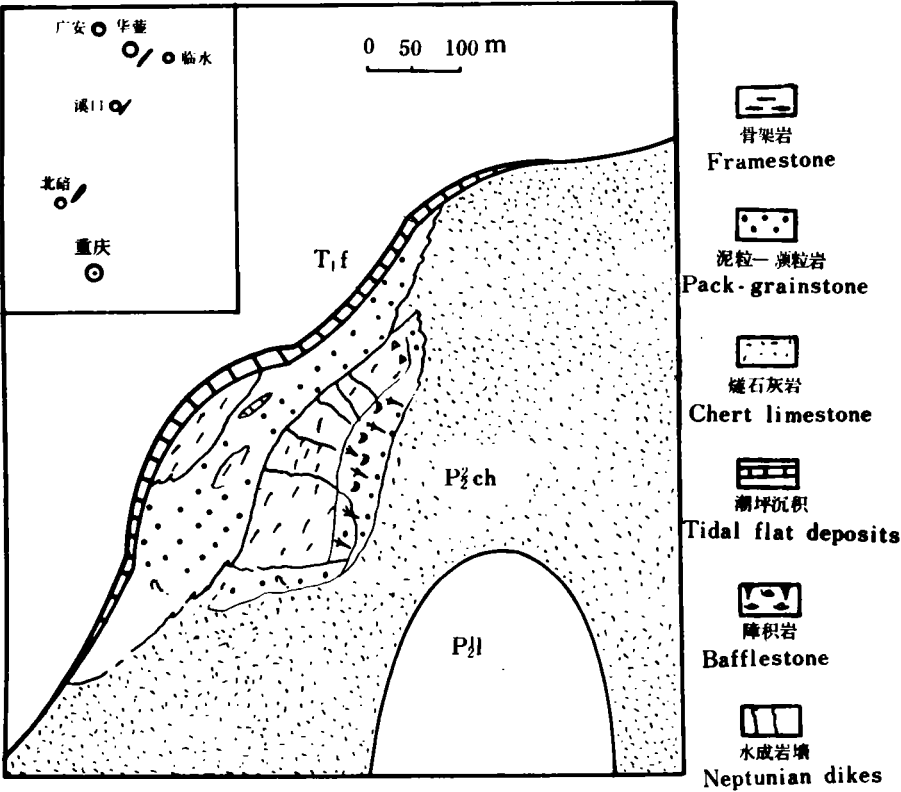 广安 华蓥
临水
溪口
北碚
重庆
0 50 100 m
T₁f
P₂²ch
P₂¹l
骨架岩
Framestone
泥粒—颗粒岩
Pack-grainstone
燧石灰岩
Chert limestone
潮坪沉积
Tidal flat deposits
障积岩
Bafflestone
水成岩墙
Neptunian dikes